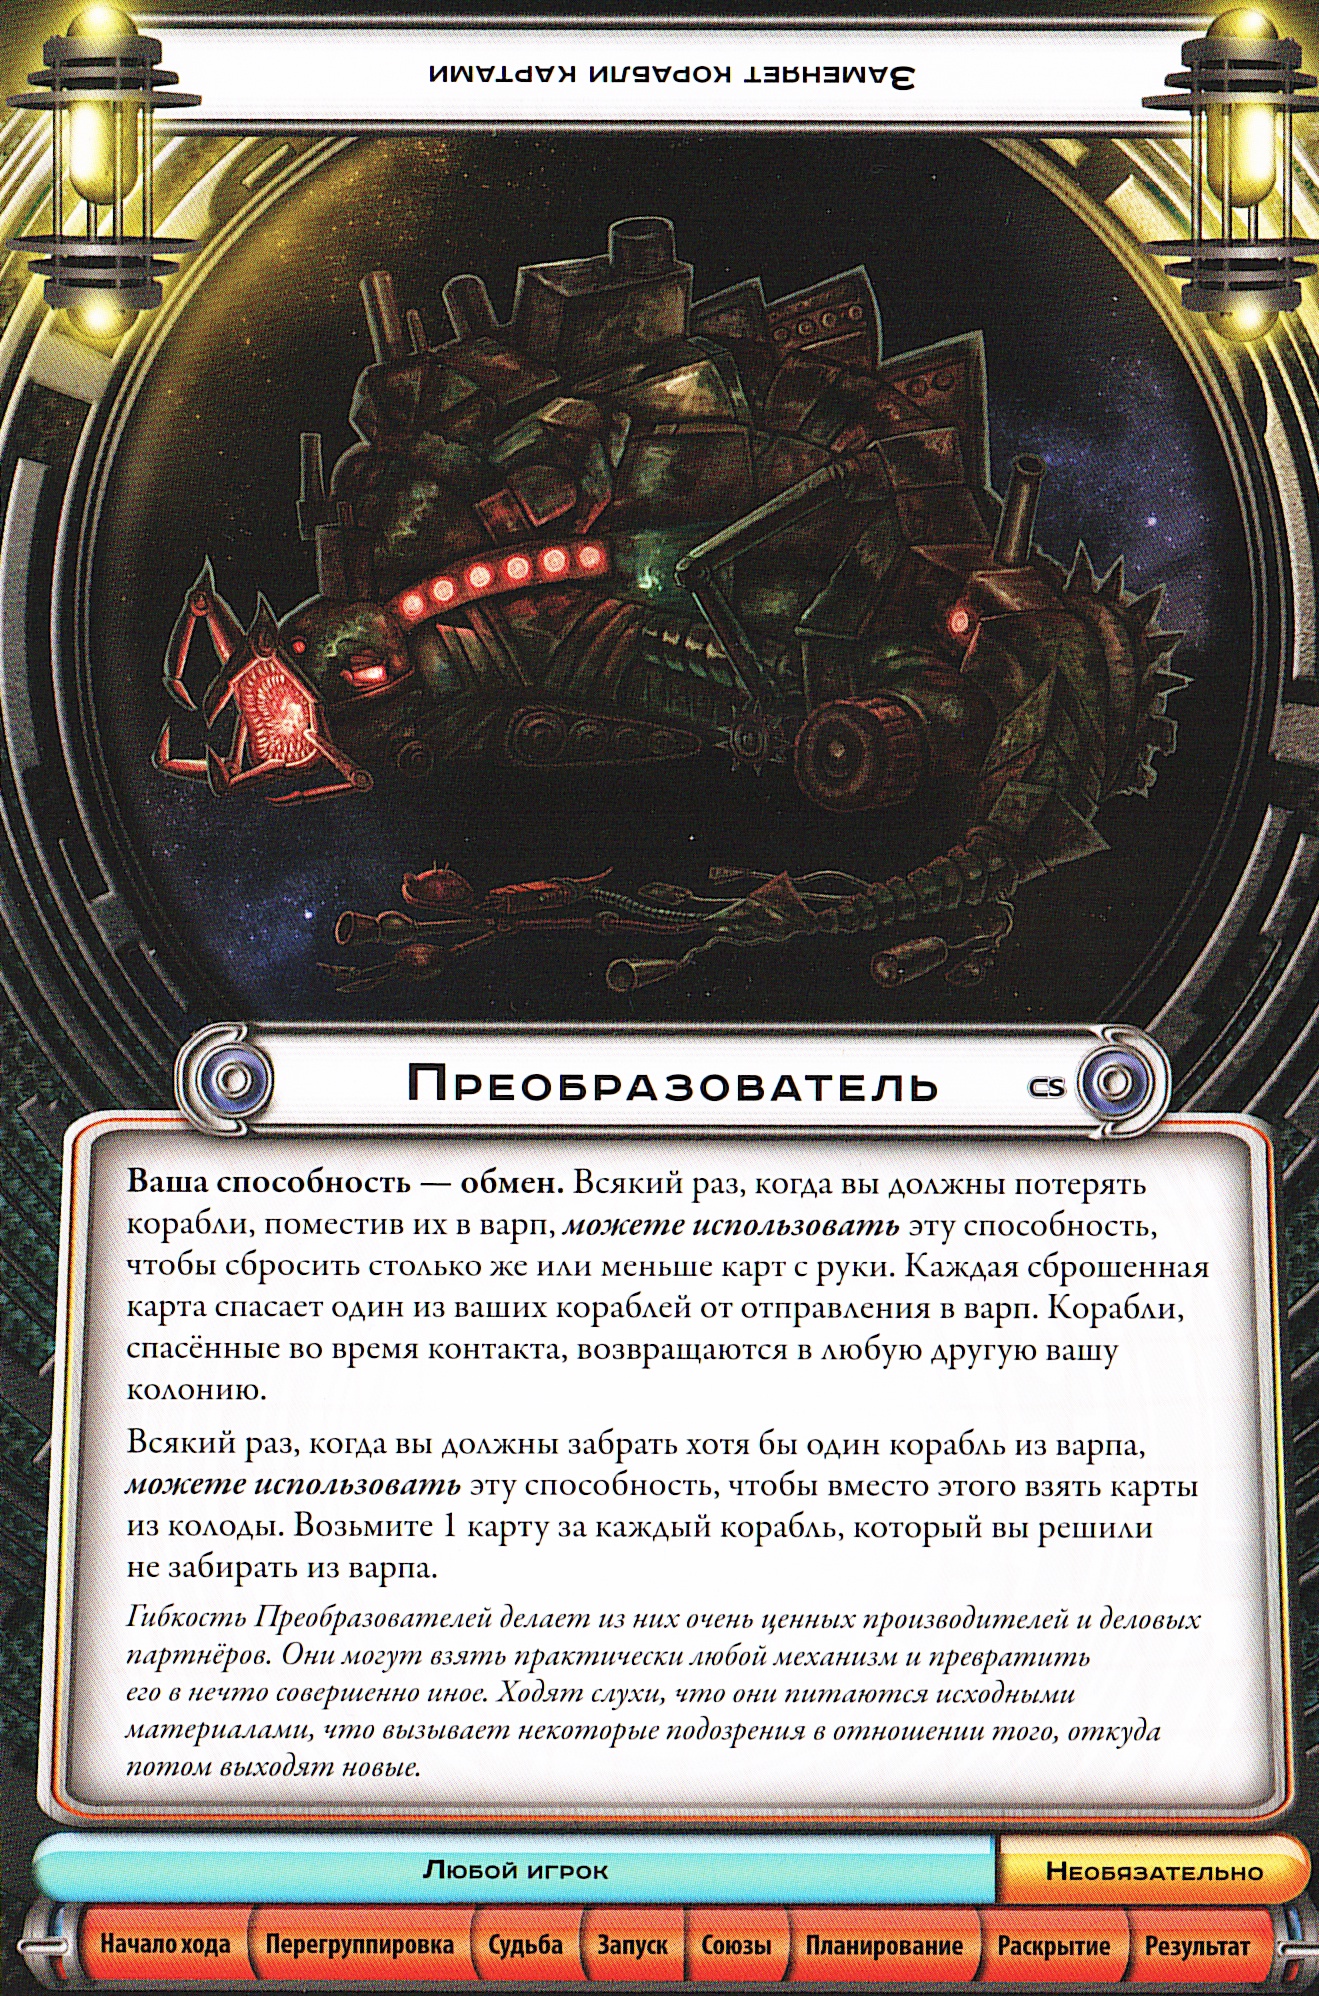 Заменяет корабли картами
Преобразователь
CS
Ваша способность — обмен. Всякий раз, когда вы должны потерять
корабли, поместив их в варп, можете использовать эту способность,
чтобы сбросить столько же или меньше карт с руки. Каждая сброшенная
карта спасает один из ваших кораблей от отправления в варп. Корабли,
спасённые во время контакта, возвращаются в любую другую вашу
колонию.
Всякий раз, когда вы должны забрать хотя бы один корабль из варпа,
можете использовать эту способность, чтобы вместо этого взять карты
из колоды. Возьмите 1 карту за каждый корабль, который вы решили
не забирать из варпа.
Гибкость Преобразователей делает из них очень ценных производителей и деловых
партнёров. Они могут взять практически любой механизм и превратить
его в нечто совершенно иное. Ходят слухи, что они питаются исходными
материалами, что вызывает некоторые подозрения в отношении того, откуда
потом выходят новые.
Любой игрок Необязательно
Начало хода Перегруппировка Судьба Запуск Союзы Планирование Раскрытие Результат